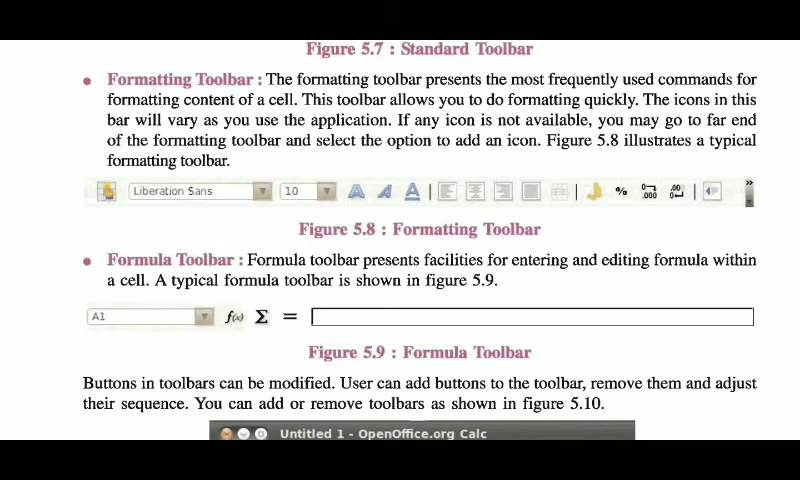 Figure 5.7 : Standard Toolbar
• Formatting Toolbar : The formatting toolbar presents the most frequently used commands for
formatting content of a cell. This toolbar allows you to do formatting quickly. The icons in this
bar will vary as you use the application. If any icon is not available, you may go to far end
of the formatting toolbar and select the option to add an icon. Figure 5.8 illustrates a typical
formatting toolbar.
Liberation Sans 10 A A A % 0 .000 .00 0
Figure 5.8 : Formatting Toolbar
• Formula Toolbar : Formula toolbar presents facilities for entering and editing formula within
a cell. A typical formula toolbar is shown in figure 5.9.
A1 f(x) Σ =
Figure 5.9 : Formula Toolbar
Buttons in toolbars can be modified. User can add buttons to the toolbar, remove them and adjust
their sequence. You can add or remove toolbars as shown in figure 5.10.
Untitled 1 - OpenOffice.org Calc